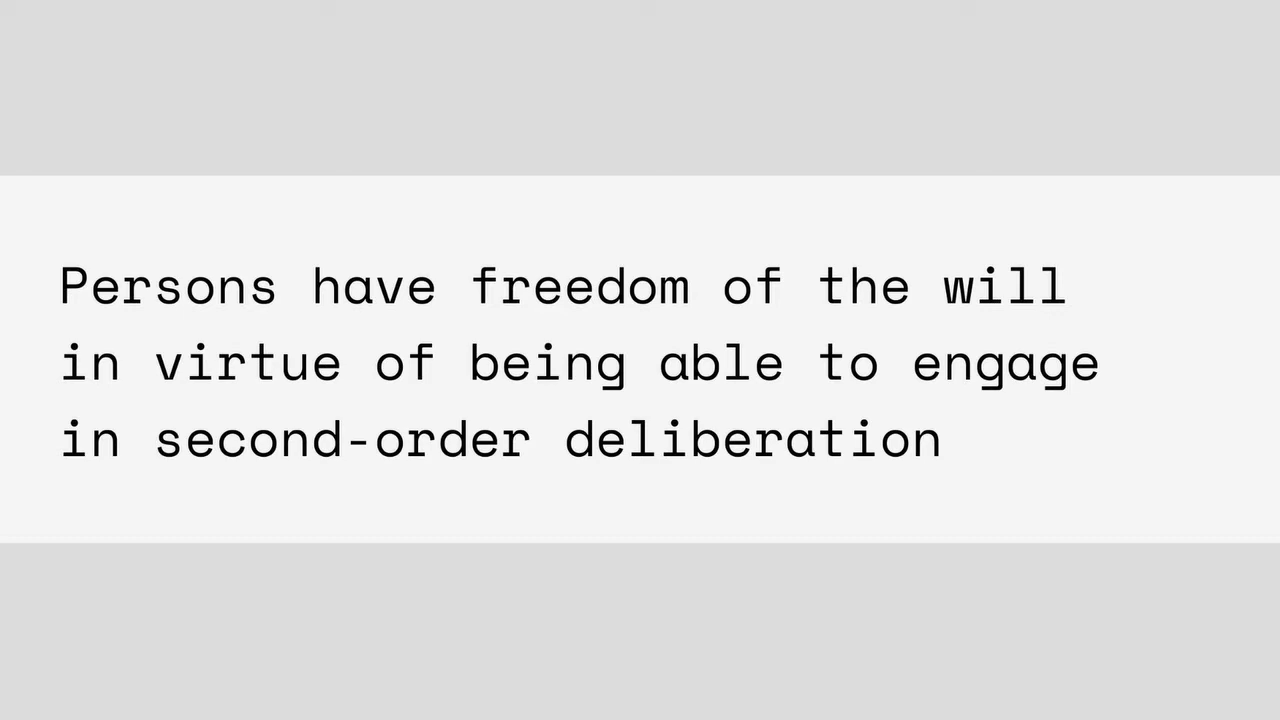 Persons have freedom of the will
in virtue of being able to engage
in second-order deliberation